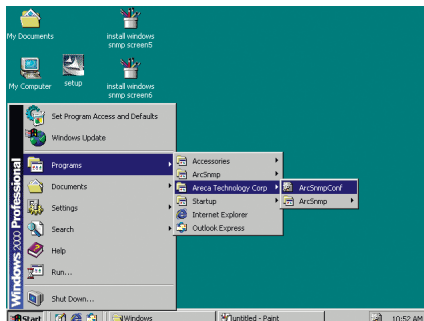 My Documents
install windows
snmp screen5
My Computer
setup
install windows
snmp screen6
Set Program Access and Defaults
Windows Update
Programs
Documents
Settings
Search
Help
Run...
Shut Down...
Windows 2000 Professional
Accessories
ArcSnmp
Areca Technology Corp
Startup
Internet Explorer
Outlook Express
ArcSnmpConf
ArcSnmp
Start
Windows
untitled - Paint
10:52 AM